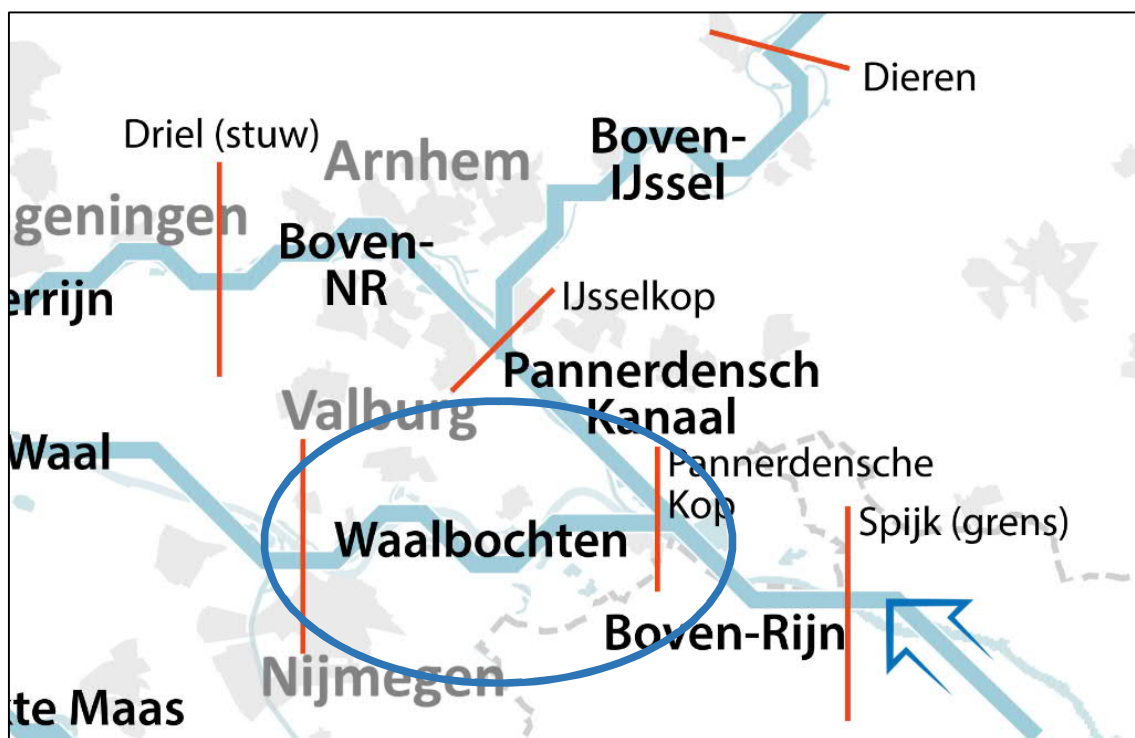 Dieren
Driel (stuw)
Boven-
IJssel
Arnhem
geningen
Boven-
NR
errijn
IJsselkop
Pannerdensch
Kanaal
Valburg
Waal
Pannerdensche
Kop
Spijk (grens)
Waalbochten
Boven-Rijn
Nijmegen
kte Maas